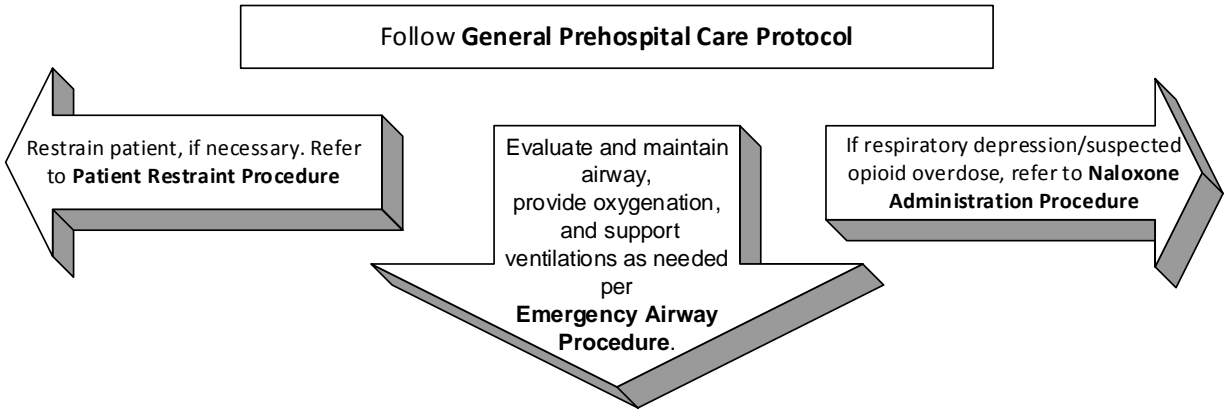 Follow General Prehospital Care Protocol
Restrain patient, if necessary. Refer
to Patient Restraint Procedure
Evaluate and maintain
airway,
provide oxygenation,
and support
ventilations as needed
per
Emergency Airway
Procedure.
If respiratory depression/suspected
opioid overdose, refer to Naloxone
Administration Procedure